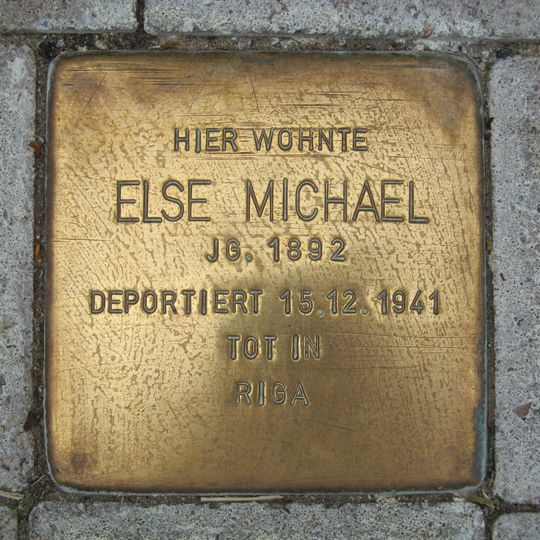 HIER WOHNTE
ELSE MICHAEL
JG. 1892
DEPORTIERT 15.12.1941
TOT IN
RIGA